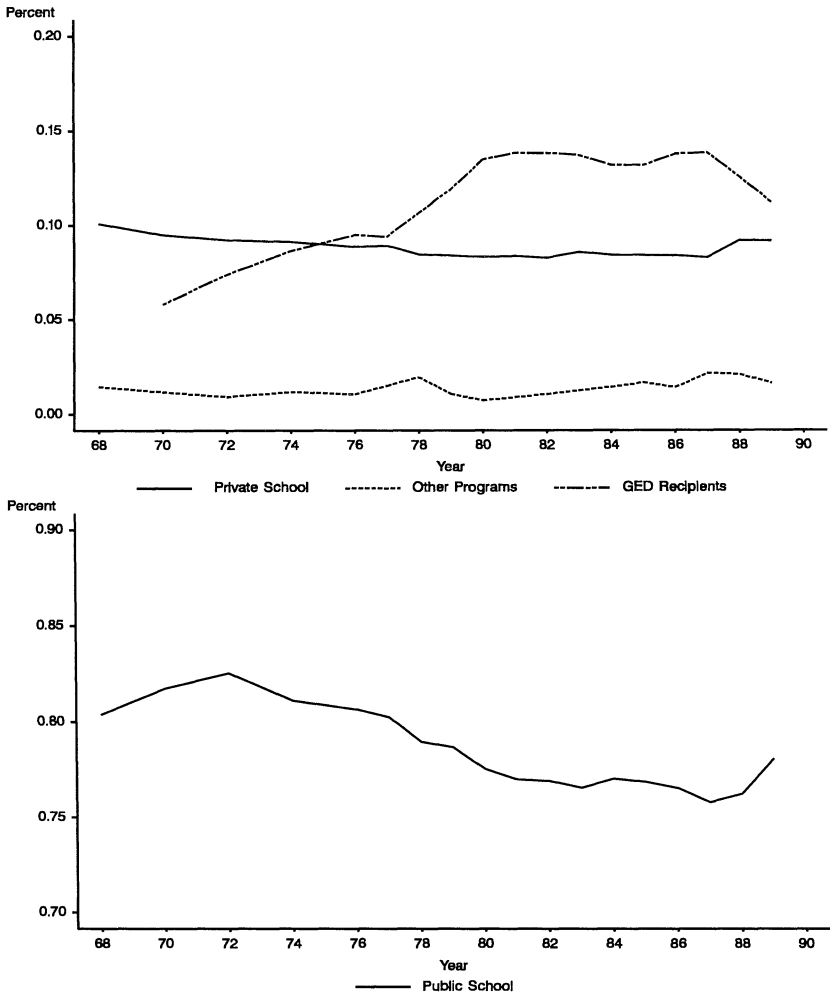 Percent
0.20
0.15
0.10
0.05
0.00
68 70 72 74 76 78 80 82 84 86 88 90
Year
Private School Other Programs GED Recipients
Percent
0.90
0.85
0.80
0.75
0.70
68 70 72 74 76 78 80 82 84 86 88 90
Year
Public School